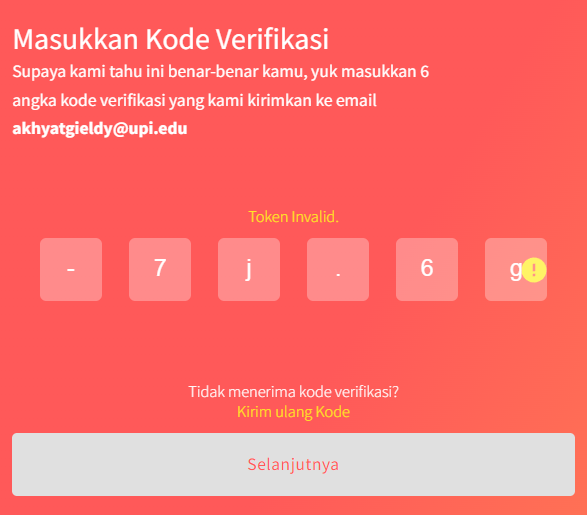 Masukkan Kode Verifikasi
Supaya kami tahu ini benar-benar kamu, yuk masukkan 6
angka kode verifikasi yang kami kirimkan ke email
akhyatgieldy@upi.edu
Token Invalid.
- 7 j . 6 g !
Tidak menerima kode verifikasi?
Kirim ulang Kode
Selanjutnya